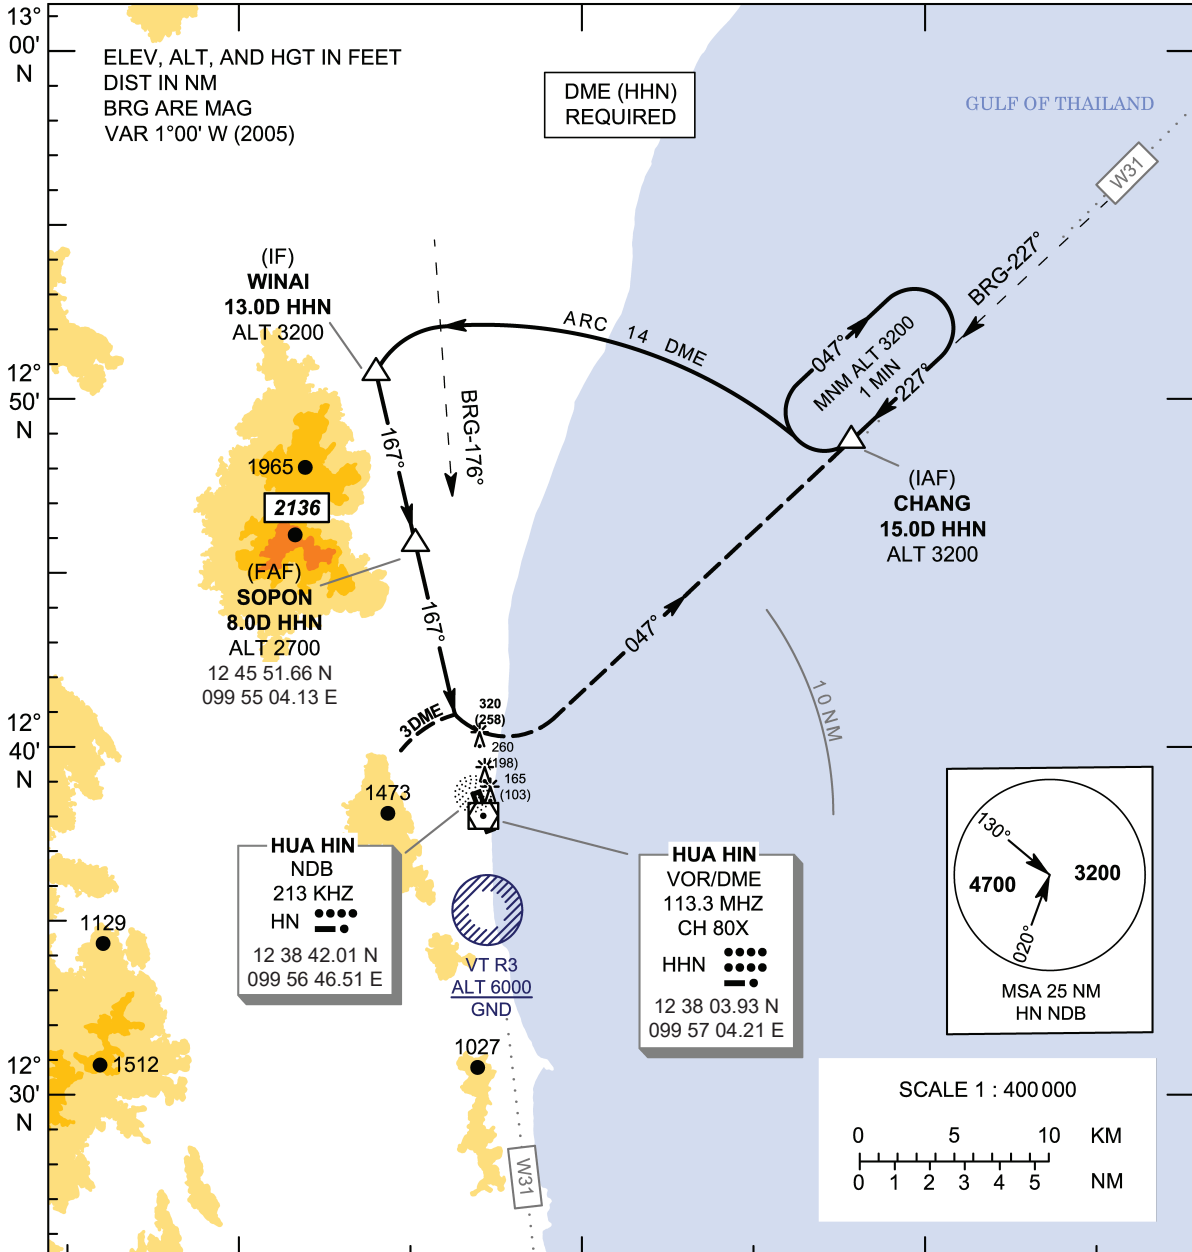 13°
00'
N
ELEV, ALT, AND HGT IN FEET
DIST IN NM
BRG ARE MAG
VAR 1°00' W (2005)
DME (HHN)
REQUIRED
GULF OF THAILAND
W31
BRG-227°
(IF)
WINAI
13.0D HHN
ALT 3200
ARC 14 DME
047°
MNM ALT 3200
1 MIN
227°
12°
50'
N
BRG-176°
167°
1965
2136
(IAF)
CHANG
15.0D HHN
ALT 3200
(FAF)
SOPON
8.0D HHN
ALT 2700
12 45 51.66 N
099 55 04.13 E
167°
047°
10NM
12°
40'
N
3DME
320
(258)
260
(198)
165
(103)
1473
HUA HIN
NDB
213 KHZ
HN
12 38 42.01 N
099 56 46.51 E
HUA HIN
VOR/DME
113.3 MHZ
CH 80X
HHN
12 38 03.93 N
099 57 04.21 E
130°
4700
3200
020°
MSA 25 NM
HN NDB
1129
VT R3
ALT 6000
GND
1512
1027
12°
30'
N
W31
SCALE 1 : 400 000
0 5 10 KM
0 1 2 3 4 5 NM